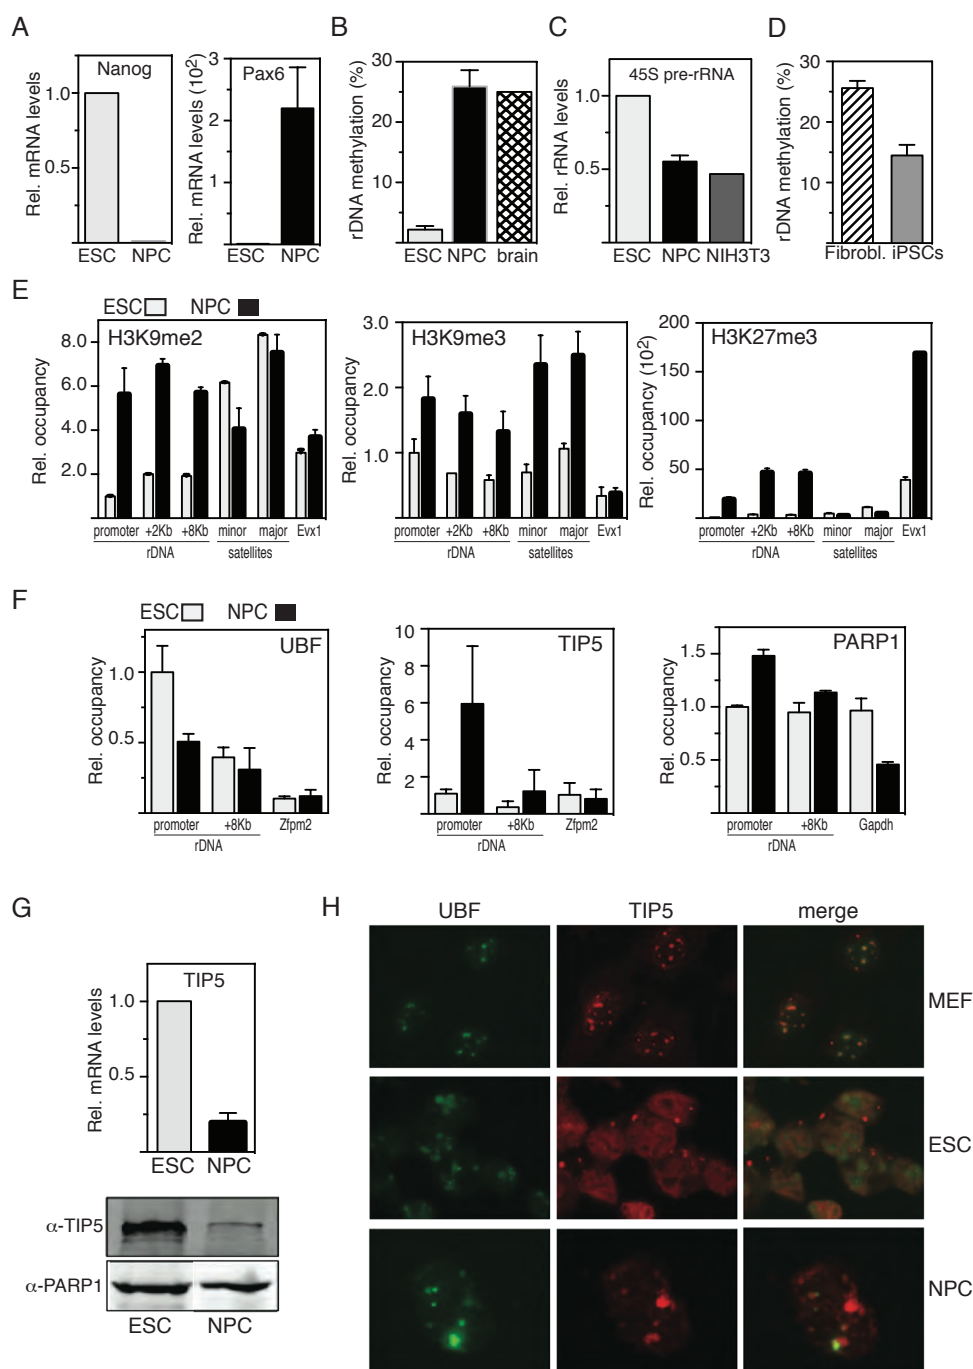 A
B
C
D
Nanog
Rel. mRNA levels
1.0
0.5
ESC NPC
Pax6
Rel. mRNA levels (10²)
3
2
1
0
ESC NPC
rDNA methylation (%)
30
20
10
0
ESC NPC brain
45S pre-rRNA
Rel. rRNA levels
1.0
0.5
0
ESC NPC NIH3T3
rDNA methylation (%)
30
20
10
0
Fibrobl. iPSCs
E
ESC NPC
H3K9me2
Rel. occupancy
8.0
6.0
4.0
2.0
promoter +2Kb +8Kb minor major Evx1
rDNA satellites
H3K9me3
Rel. occupancy
3.0
2.0
1.0
promoter +2Kb +8Kb minor major Evx1
rDNA satellites
H3K27me3
Rel. occupancy (10²)
200
150
100
50
0
promoter +2Kb +8Kb minor major Evx1
rDNA satellites
F
ESC NPC
UBF
Rel. occupancy
1.0
0.5
promoter +8Kb Zfpm2
rDNA
TIP5
Rel. occupancy
10
8
6
4
2
promoter +8Kb Zfpm2
rDNA
PARP1
Rel. occupancy
1.5
1.0
0.5
0
promoter +8Kb Gapdh
rDNA
G
TIP5
Rel. mRNA levels
1.0
0.5
ESC NPC
α-TIP5
α-PARP1
ESC NPC
H
UBF TIP5 merge
MEF
ESC
NPC